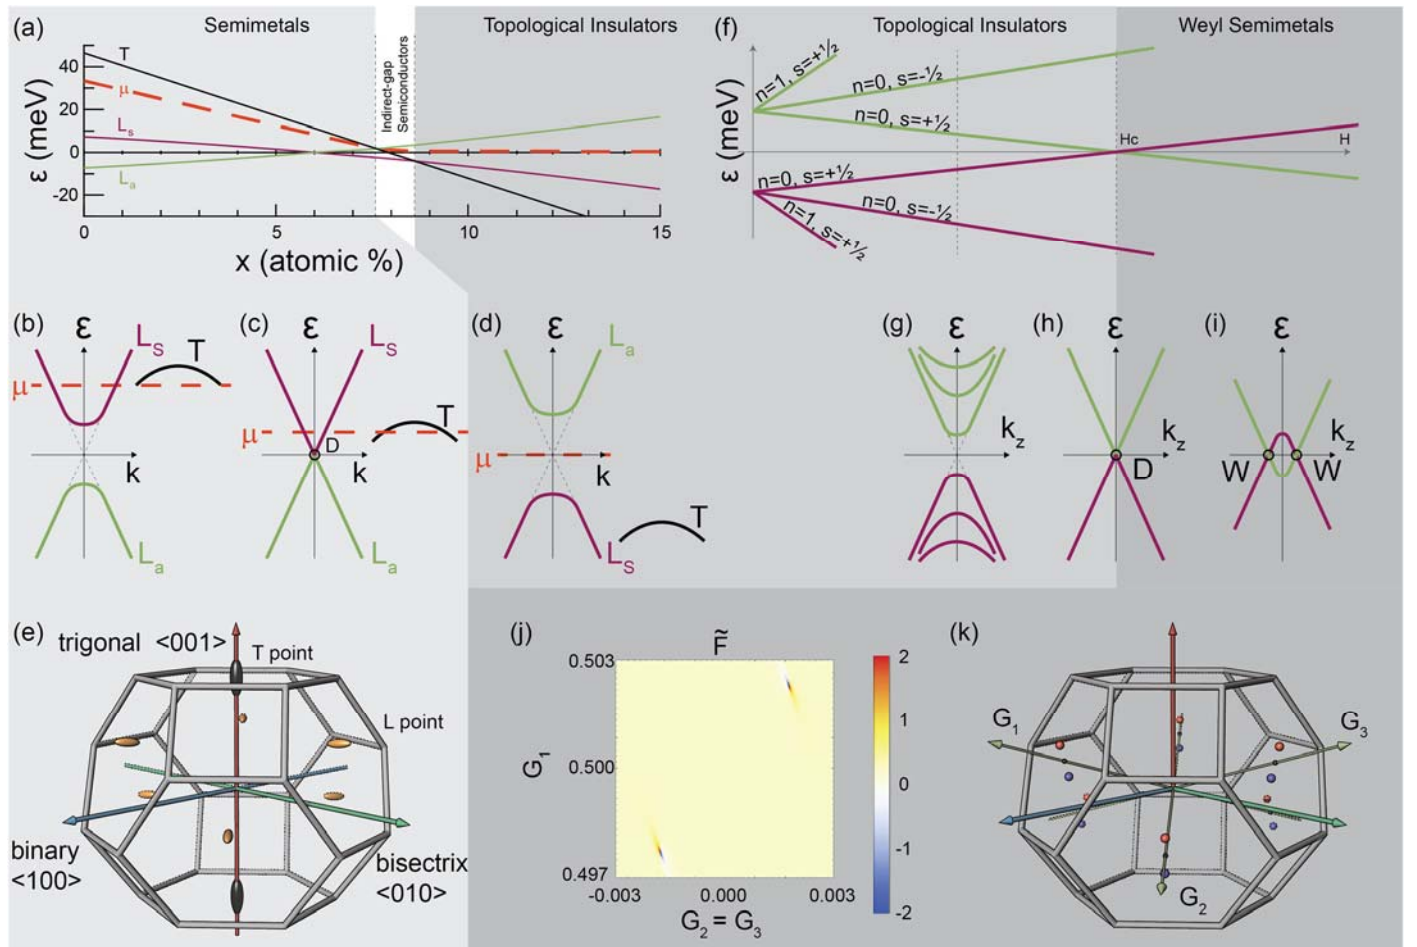 (a)
Semimetals
Topological Insulators
Indirect-gap
Semiconductors
ε (meV)
40
20
0
-20
T
μ
Ls
La
0
5
10
15
x (atomic %)
(f)
Topological Insulators
Weyl Semimetals
ε (meV)
n=1, s=+½
n=0, s=-½
n=0, s=+½
n=0, s=+½
n=0, s=-½
n=1, s=+½
Hc
H
(b)
ε
LS
T
μ
k
La
(c)
ε
LS
T
μ
D
k
La
(d)
ε
La
μ
k
T
LS
(g)
ε
kz
(h)
ε
kz
D
(i)
ε
kz
W
W
(e)
trigonal <001>
T point
L point
binary
<100>
bisectrix
<010>
(j)
F̃
0.503
0.500
0.497
G1
-0.003
0.000
0.003
G2 = G3
2
1
0
-1
-2
(k)
G1
G3
G2